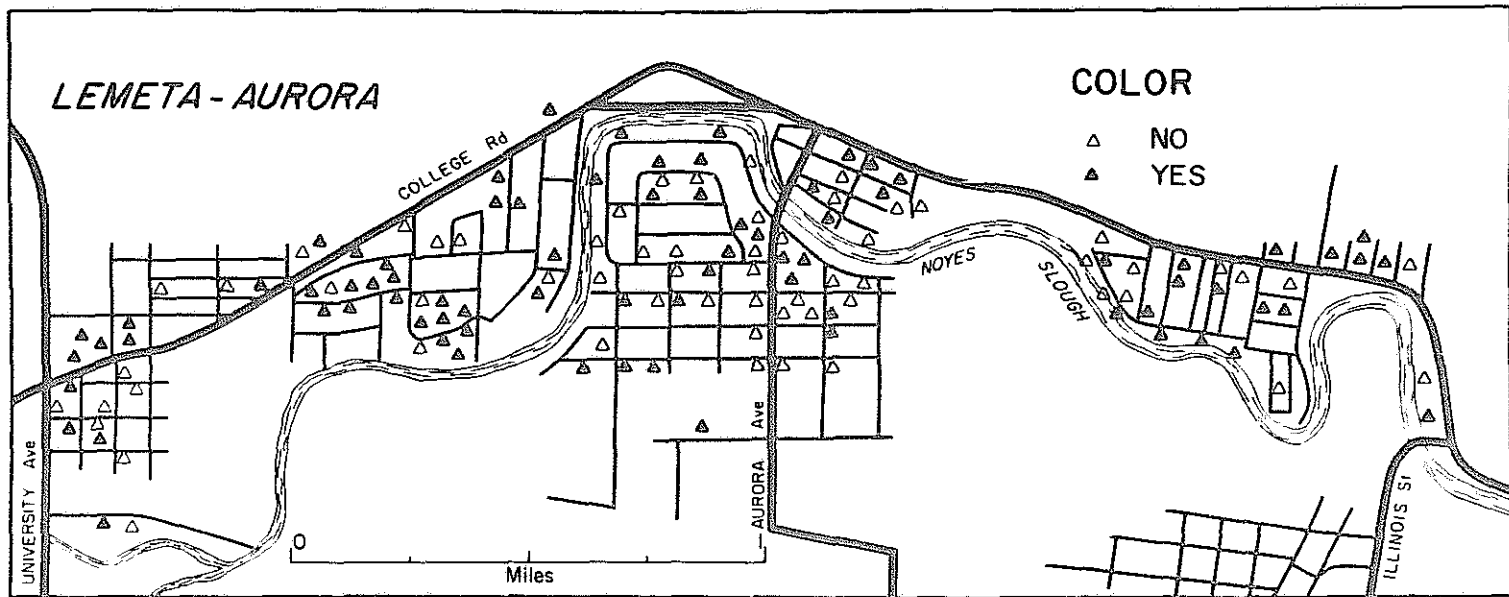 LEMETA - AURORA
COLOR
NO
YES
COLLEGE Rd
NOYES
SLOUGH
UNIVERSITY Ave
AURORA Ave
ILLINOIS St
0 1
Miles